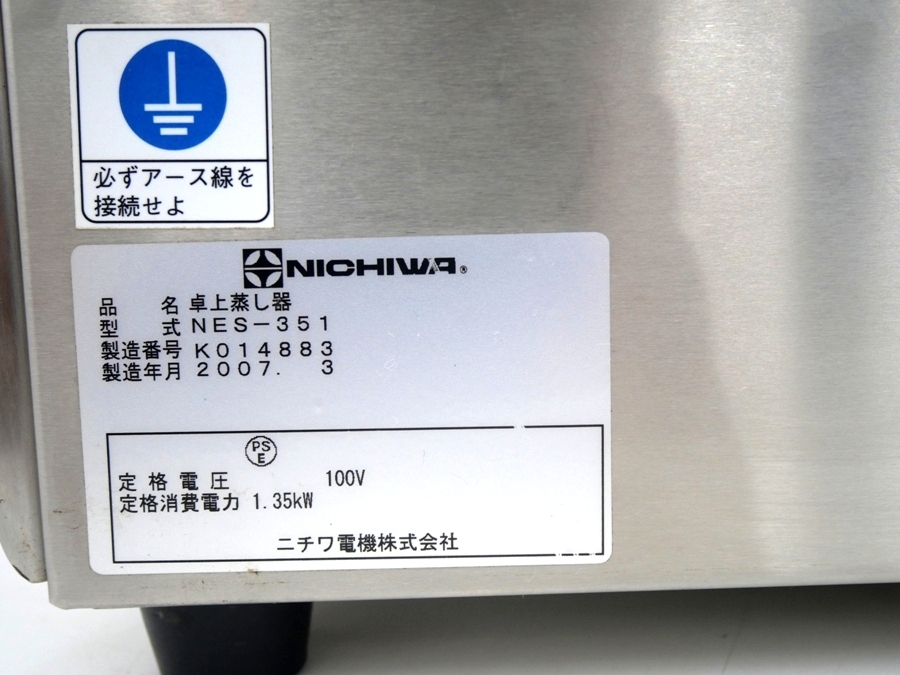 必ずアース線を
接続せよ
NICHIWA®
品　　名 卓上蒸し器
型　　式 NES－351
製造番号 K014883
製造年月 2007. 3
PS
E
定格電圧 100V
定格消費電力 1.35kW
ニチワ電機株式会社